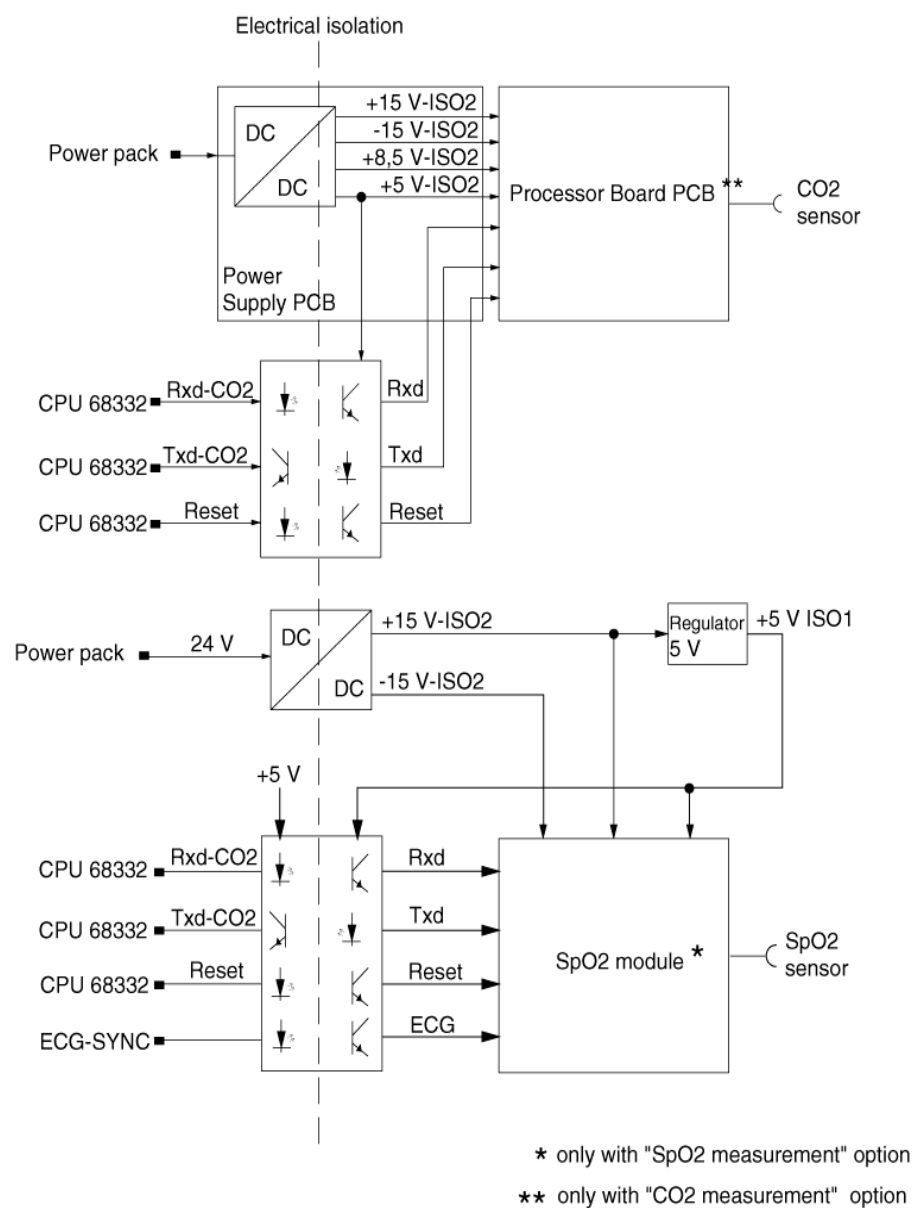 Electrical isolation
+15 V-ISO2
-15 V-ISO2
+8,5 V-ISO2
+5 V-ISO2
DC
DC
Power pack
Power
Supply PCB
Processor Board PCB **
CO2
sensor
CPU 68332
Rxd-CO2
Rxd
CPU 68332
Txd-CO2
Txd
CPU 68332
Reset
Reset
Power pack
24 V
DC
DC
+15 V-ISO2
-15 V-ISO2
Regulator
5 V
+5 V ISO1
+5 V
CPU 68332
Rxd-CO2
Rxd
CPU 68332
Txd-CO2
Txd
CPU 68332
Reset
Reset
ECG-SYNC
ECG
SpO2 module *
SpO2
sensor
* only with "SpO2 measurement" option
** only with "CO2 measurement" option